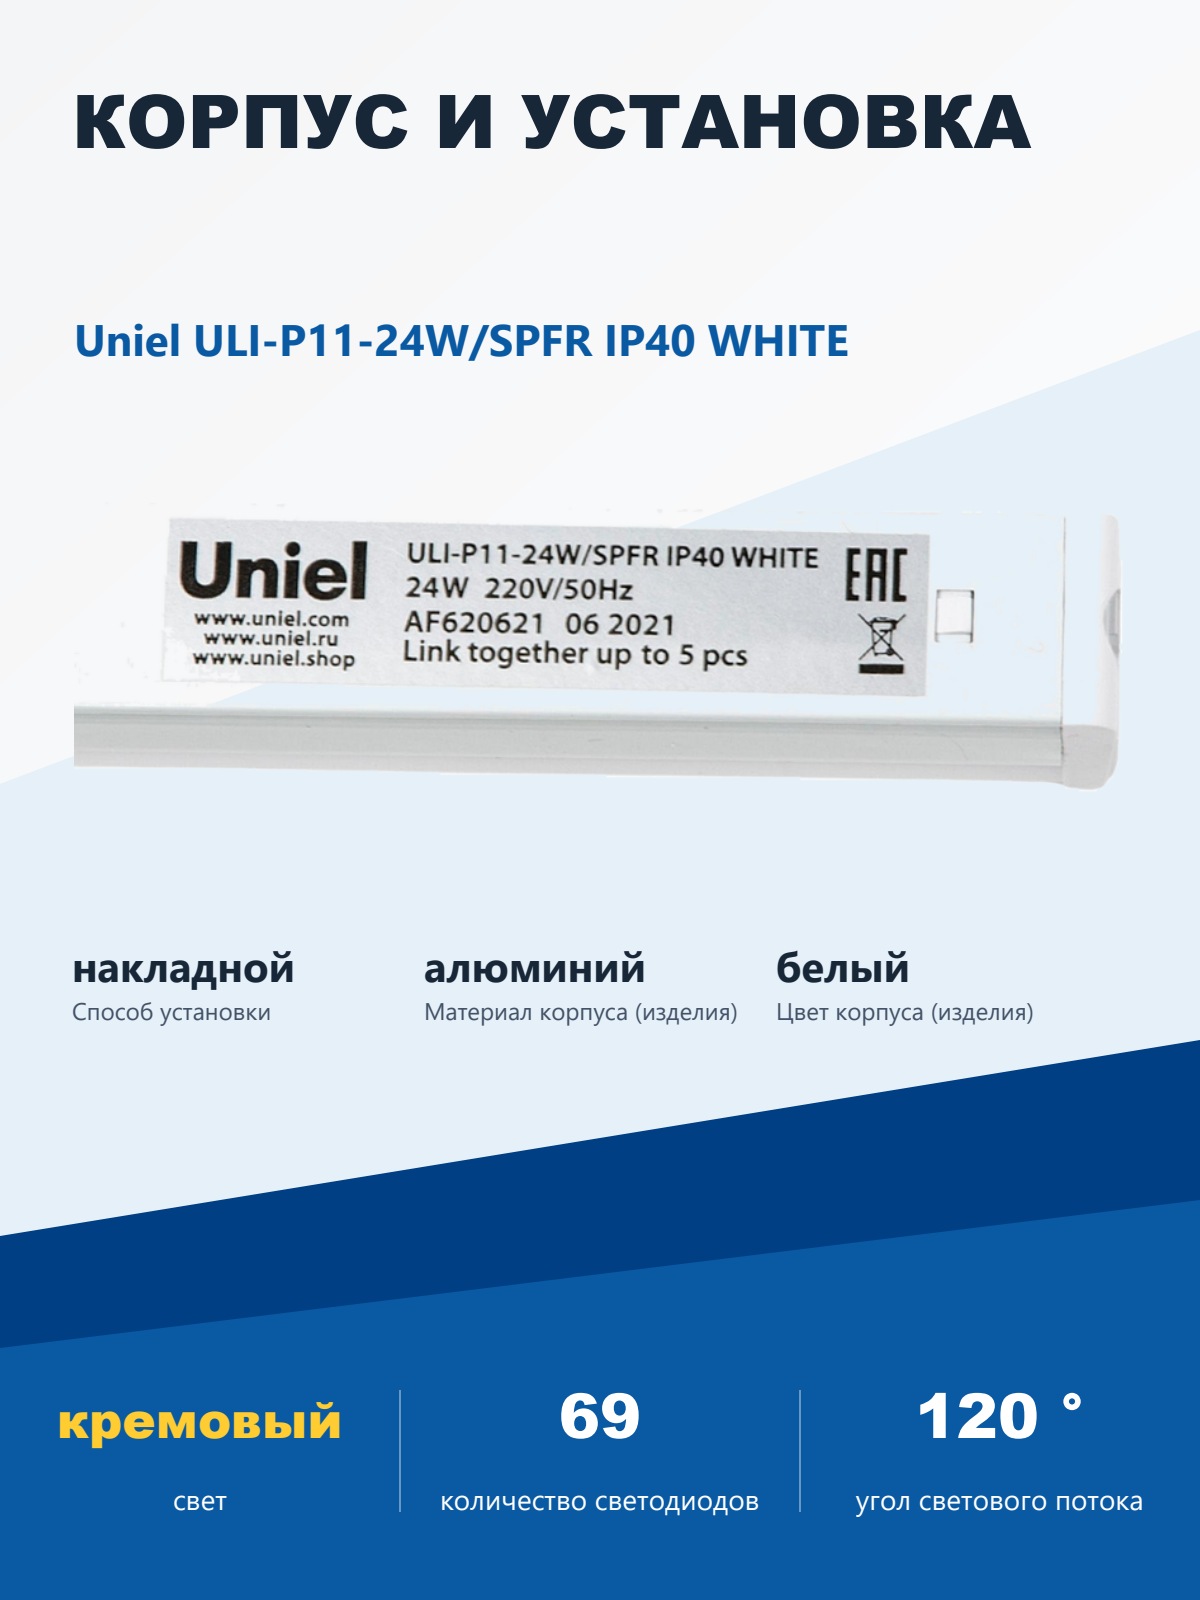 КОРПУС И УСТАНОВКА
Uniel ULI-P11-24W/SPFR IP40 WHITE
Uniel
www.uniel.com
www.uniel.ru
www.uniel.shop
ULI-P11-24W/SPFR IP40 WHITE
24W 220V/50Hz
AF620621 06 2021
Link together up to 5 pcs
EAC
накладной
Способ установки
алюминий
Материал корпуса (изделия)
белый
Цвет корпуса (изделия)
кремовый
свет
69
количество светодиодов
120 °
угол светового потока